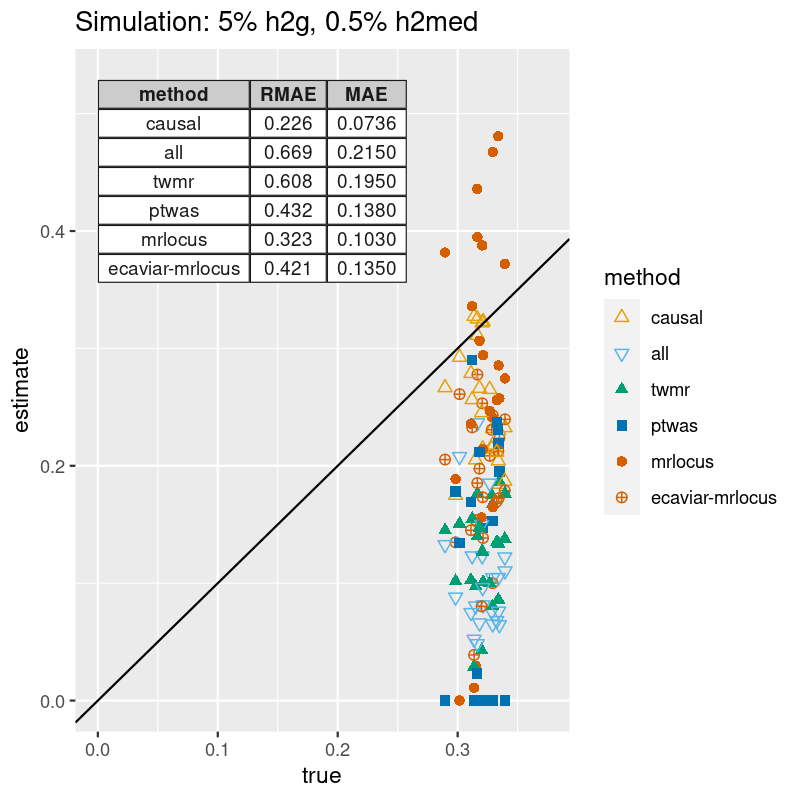 Simulation: 5% h2g, 0.5% h2med
method RMAE MAE
causal 0.226 0.0736
all 0.669 0.2150
twmr 0.608 0.1950
ptwas 0.432 0.1380
mrlocus 0.323 0.1030
ecaviar-mrlocus 0.421 0.1350
0.4
0.2
0.0
estimate
0.0 0.1 0.2 0.3
true
method
causal
all
twmr
ptwas
mrlocus
ecaviar-mrlocus